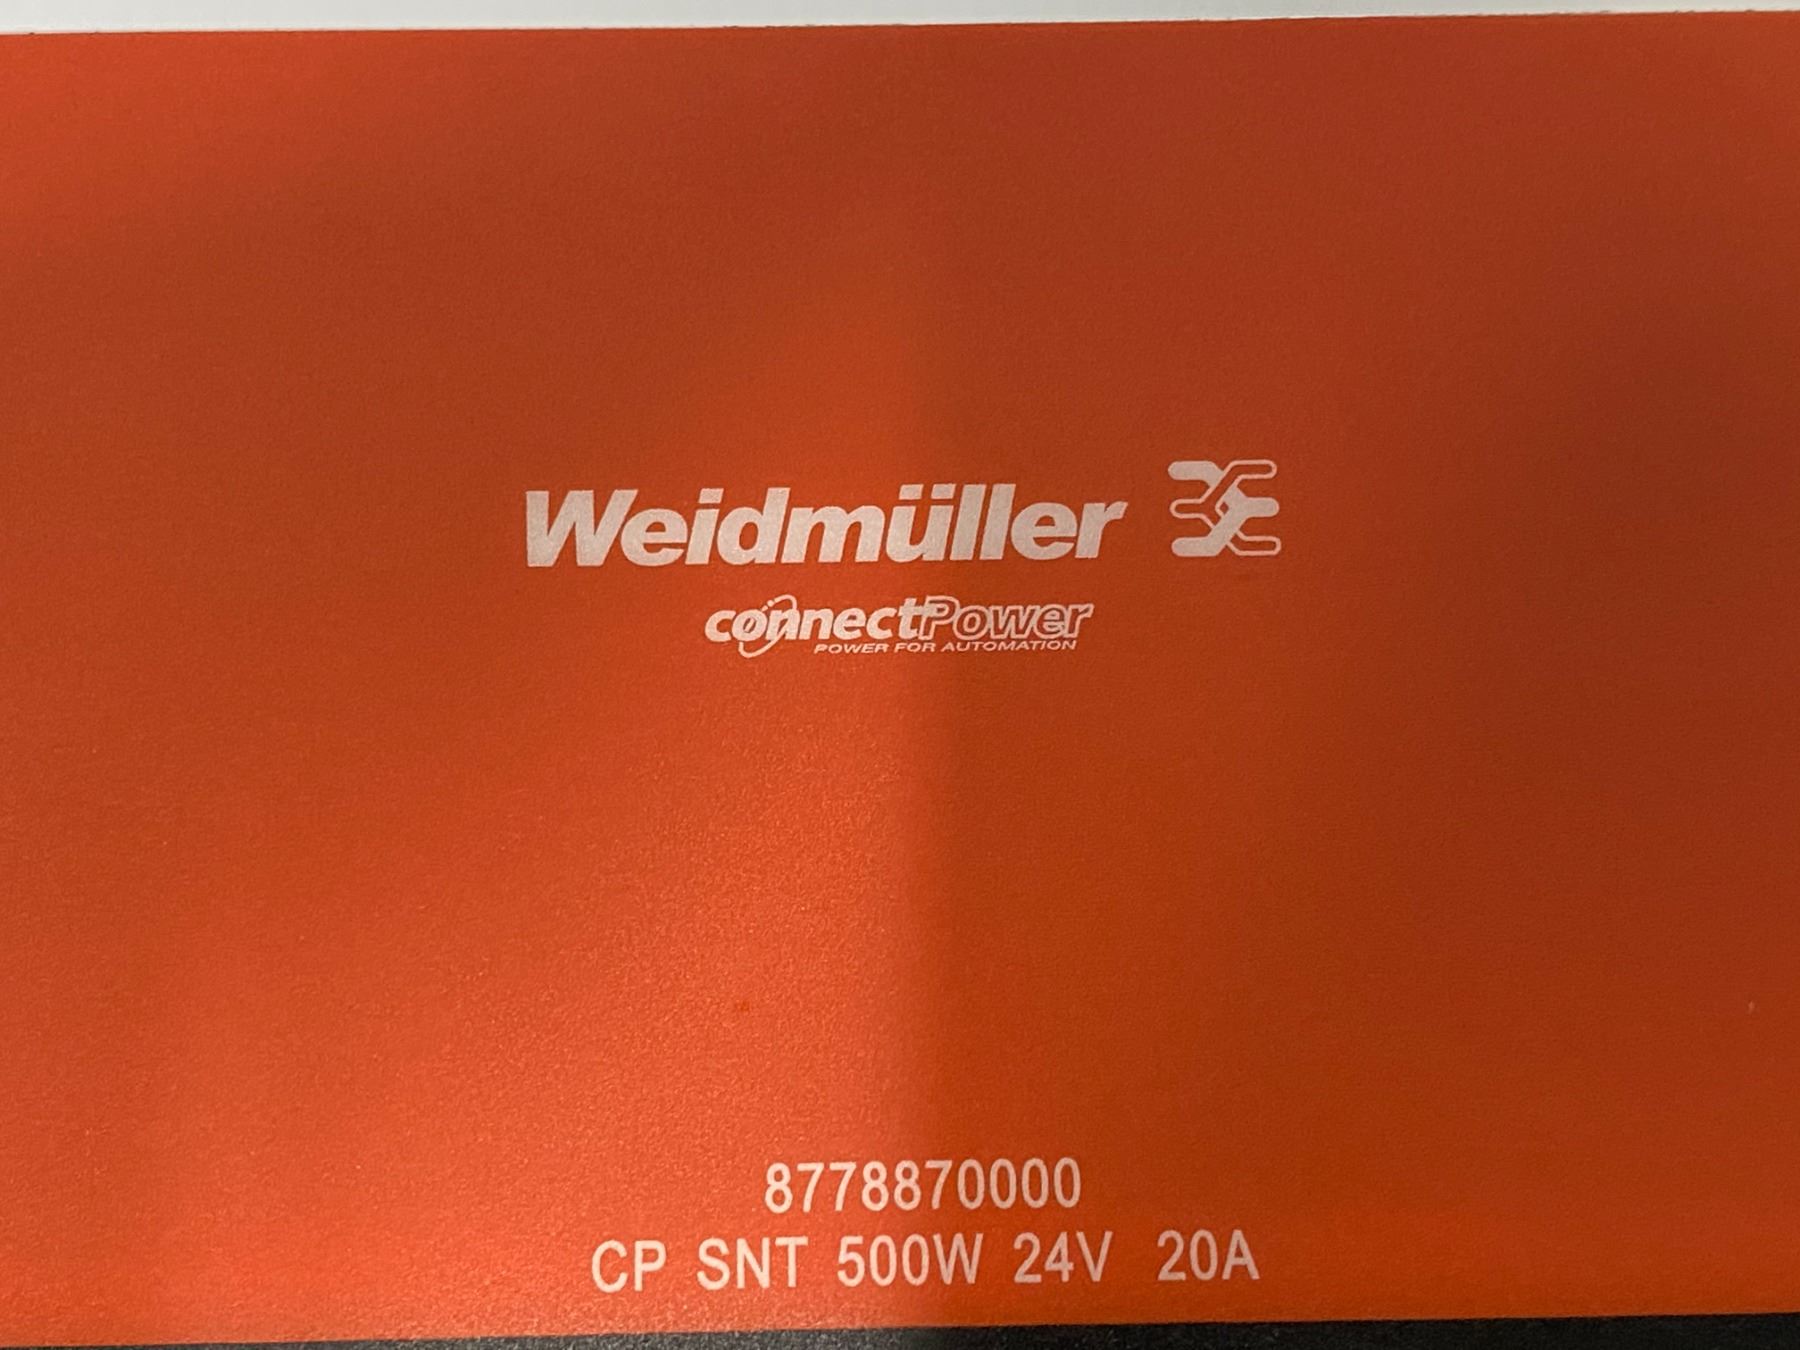 Weidmüller
connectPower
POWER FOR AUTOMATION
8778870000
CP SNT 500W 24V 20A